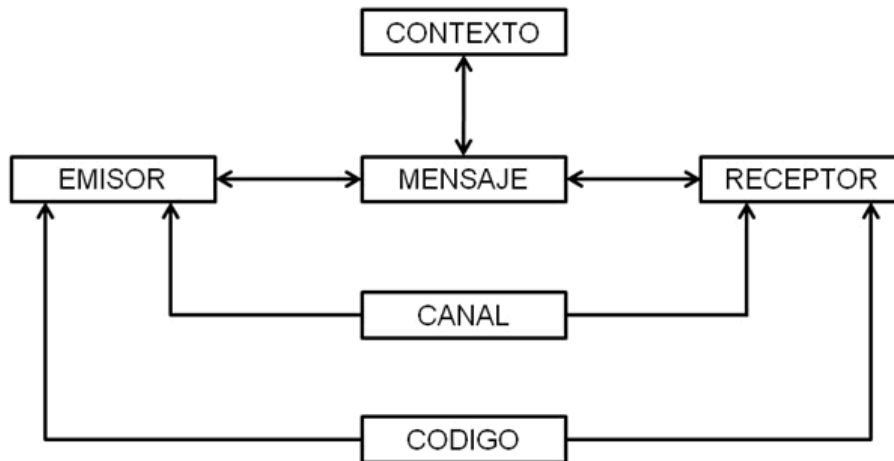 CONTEXTO
EMISOR
MENSAJE
RECEPTOR
CANAL
CODIGO